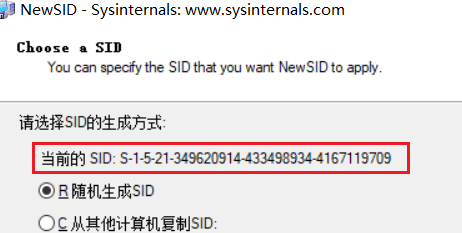 NewSID - Sysinternals: www.sysinternals.com
Choose a SID
You can specify the SID that you want NewSID to apply.
请选择SID的生成方式:
当前的 SID: S-1-5-21-349620914-433498934-4167119709
R 随机生成SID
C 从其他计算机复制SID: